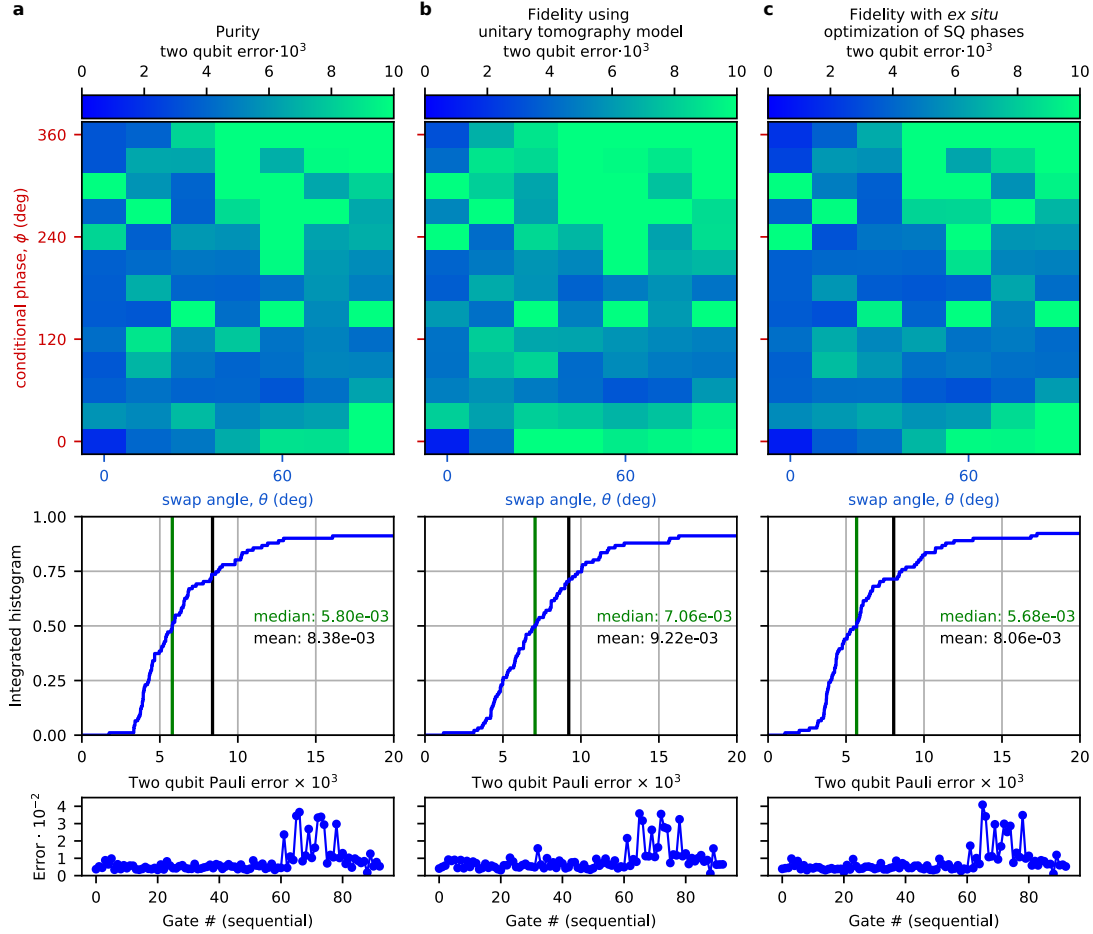 a
Purity
two qubit error·10³
0 2 4 6 8 10
b
Fidelity using
unitary tomography model
two qubit error·10³
0 2 4 6 8 10
c
Fidelity with ex situ
optimization of SQ phases
two qubit error·10³
0 2 4 6 8 10
conditional phase, ϕ (deg)
360
240
120
0
0 60
swap angle, θ (deg)
0 60
swap angle, θ (deg)
0 60
swap angle, θ (deg)
Integrated histogram
1.00
0.75
0.50
0.25
0.00
median: 5.80e-03
mean: 8.38e-03
0 5 10 15 20
Two qubit Pauli error × 10³
median: 7.06e-03
mean: 9.22e-03
0 5 10 15 20
Two qubit Pauli error × 10³
median: 5.68e-03
mean: 8.06e-03
0 5 10 15 20
Two qubit Pauli error × 10³
Error · 10⁻²
4
3
2
1
0
0 20 40 60 80
Gate # (sequential)
0 20 40 60 80
Gate # (sequential)
0 20 40 60 80
Gate # (sequential)